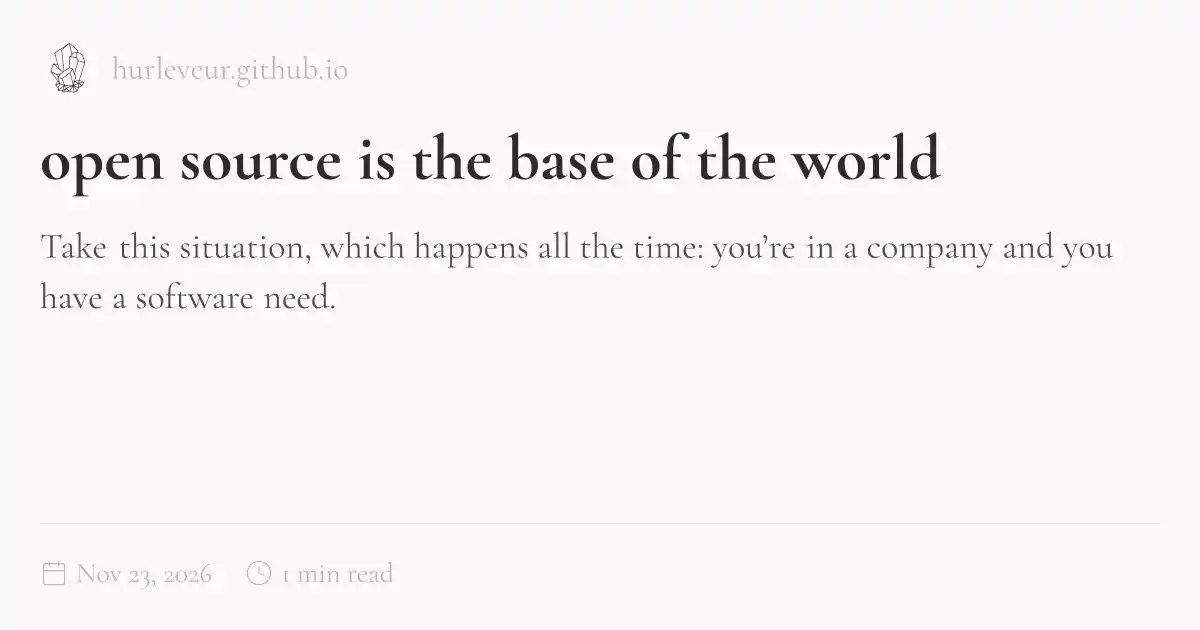 hurleveur.github.io
open source is the base of the world
Take this situation, which happens all the time: you’re in a company and you
have a software need.
Nov 23, 2026 1 min read